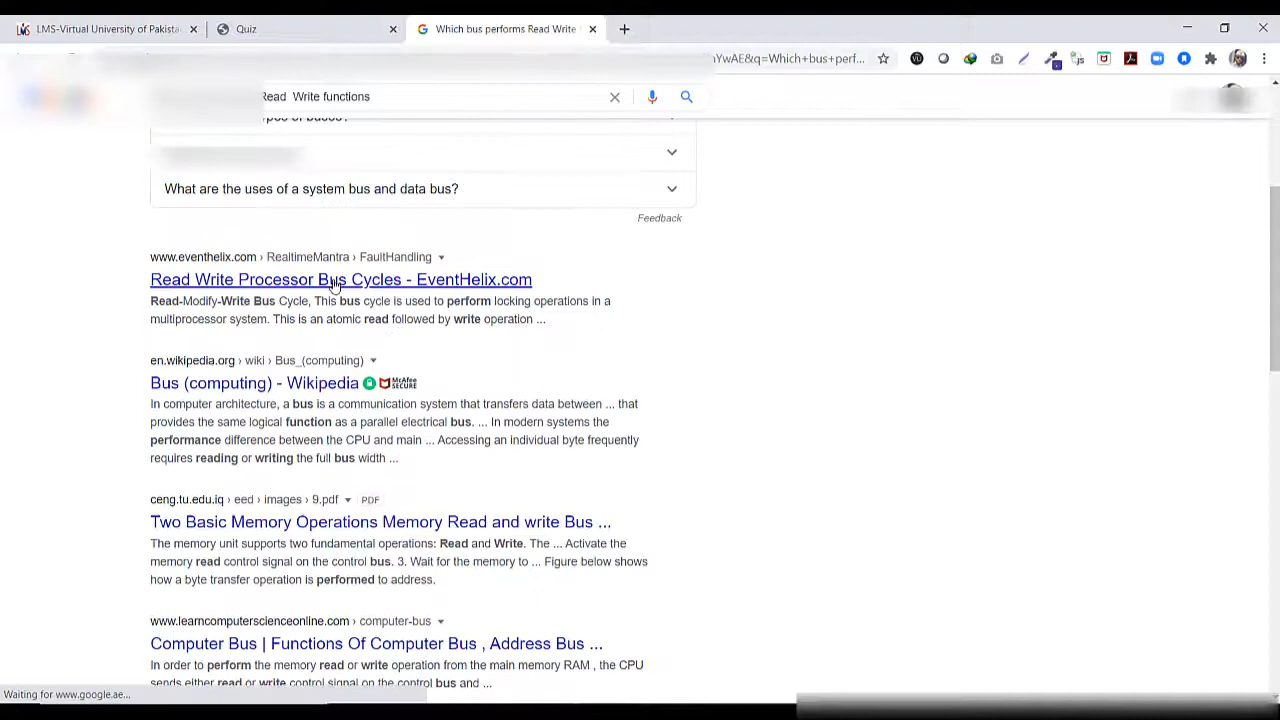 LMS-Virtual University of Pakista
Quiz
Which bus performs Read Write
YwAE&q=Which+bus+perf...
Read Write functions
types of buses?
What are the uses of a system bus and data bus?
Feedback
www.eventhelix.com › RealtimeMantra › FaultHandling
Read Write Processor Bus Cycles - EventHelix.com
Read-Modify-Write Bus Cycle, This bus cycle is used to perform locking operations in a
multiprocessor system. This is an atomic read followed by write operation ...
en.wikipedia.org › wiki › Bus_(computing)
Bus (computing) - Wikipedia McAfee SECURE
In computer architecture, a bus is a communication system that transfers data between ... that
provides the same logical function as a parallel electrical bus. ... In modern systems the
performance difference between the CPU and main ... Accessing an individual byte frequently
requires reading or writing the full bus width ...
ceng.tu.edu.iq › eed › images › 9.pdf PDF
Two Basic Memory Operations Memory Read and write Bus ...
The memory unit supports two fundamental operations: Read and Write. The ... Activate the
memory read control signal on the control bus. 3. Wait for the memory to ... Figure below shows
how a byte transfer operation is performed to address.
www.learncomputerscienceonline.com › computer-bus
Computer Bus | Functions Of Computer Bus , Address Bus ...
In order to perform the memory read or write operation from the main memory RAM , the CPU
sends either read or write control signal on the control bus and ...
Waiting for www.google.ae...